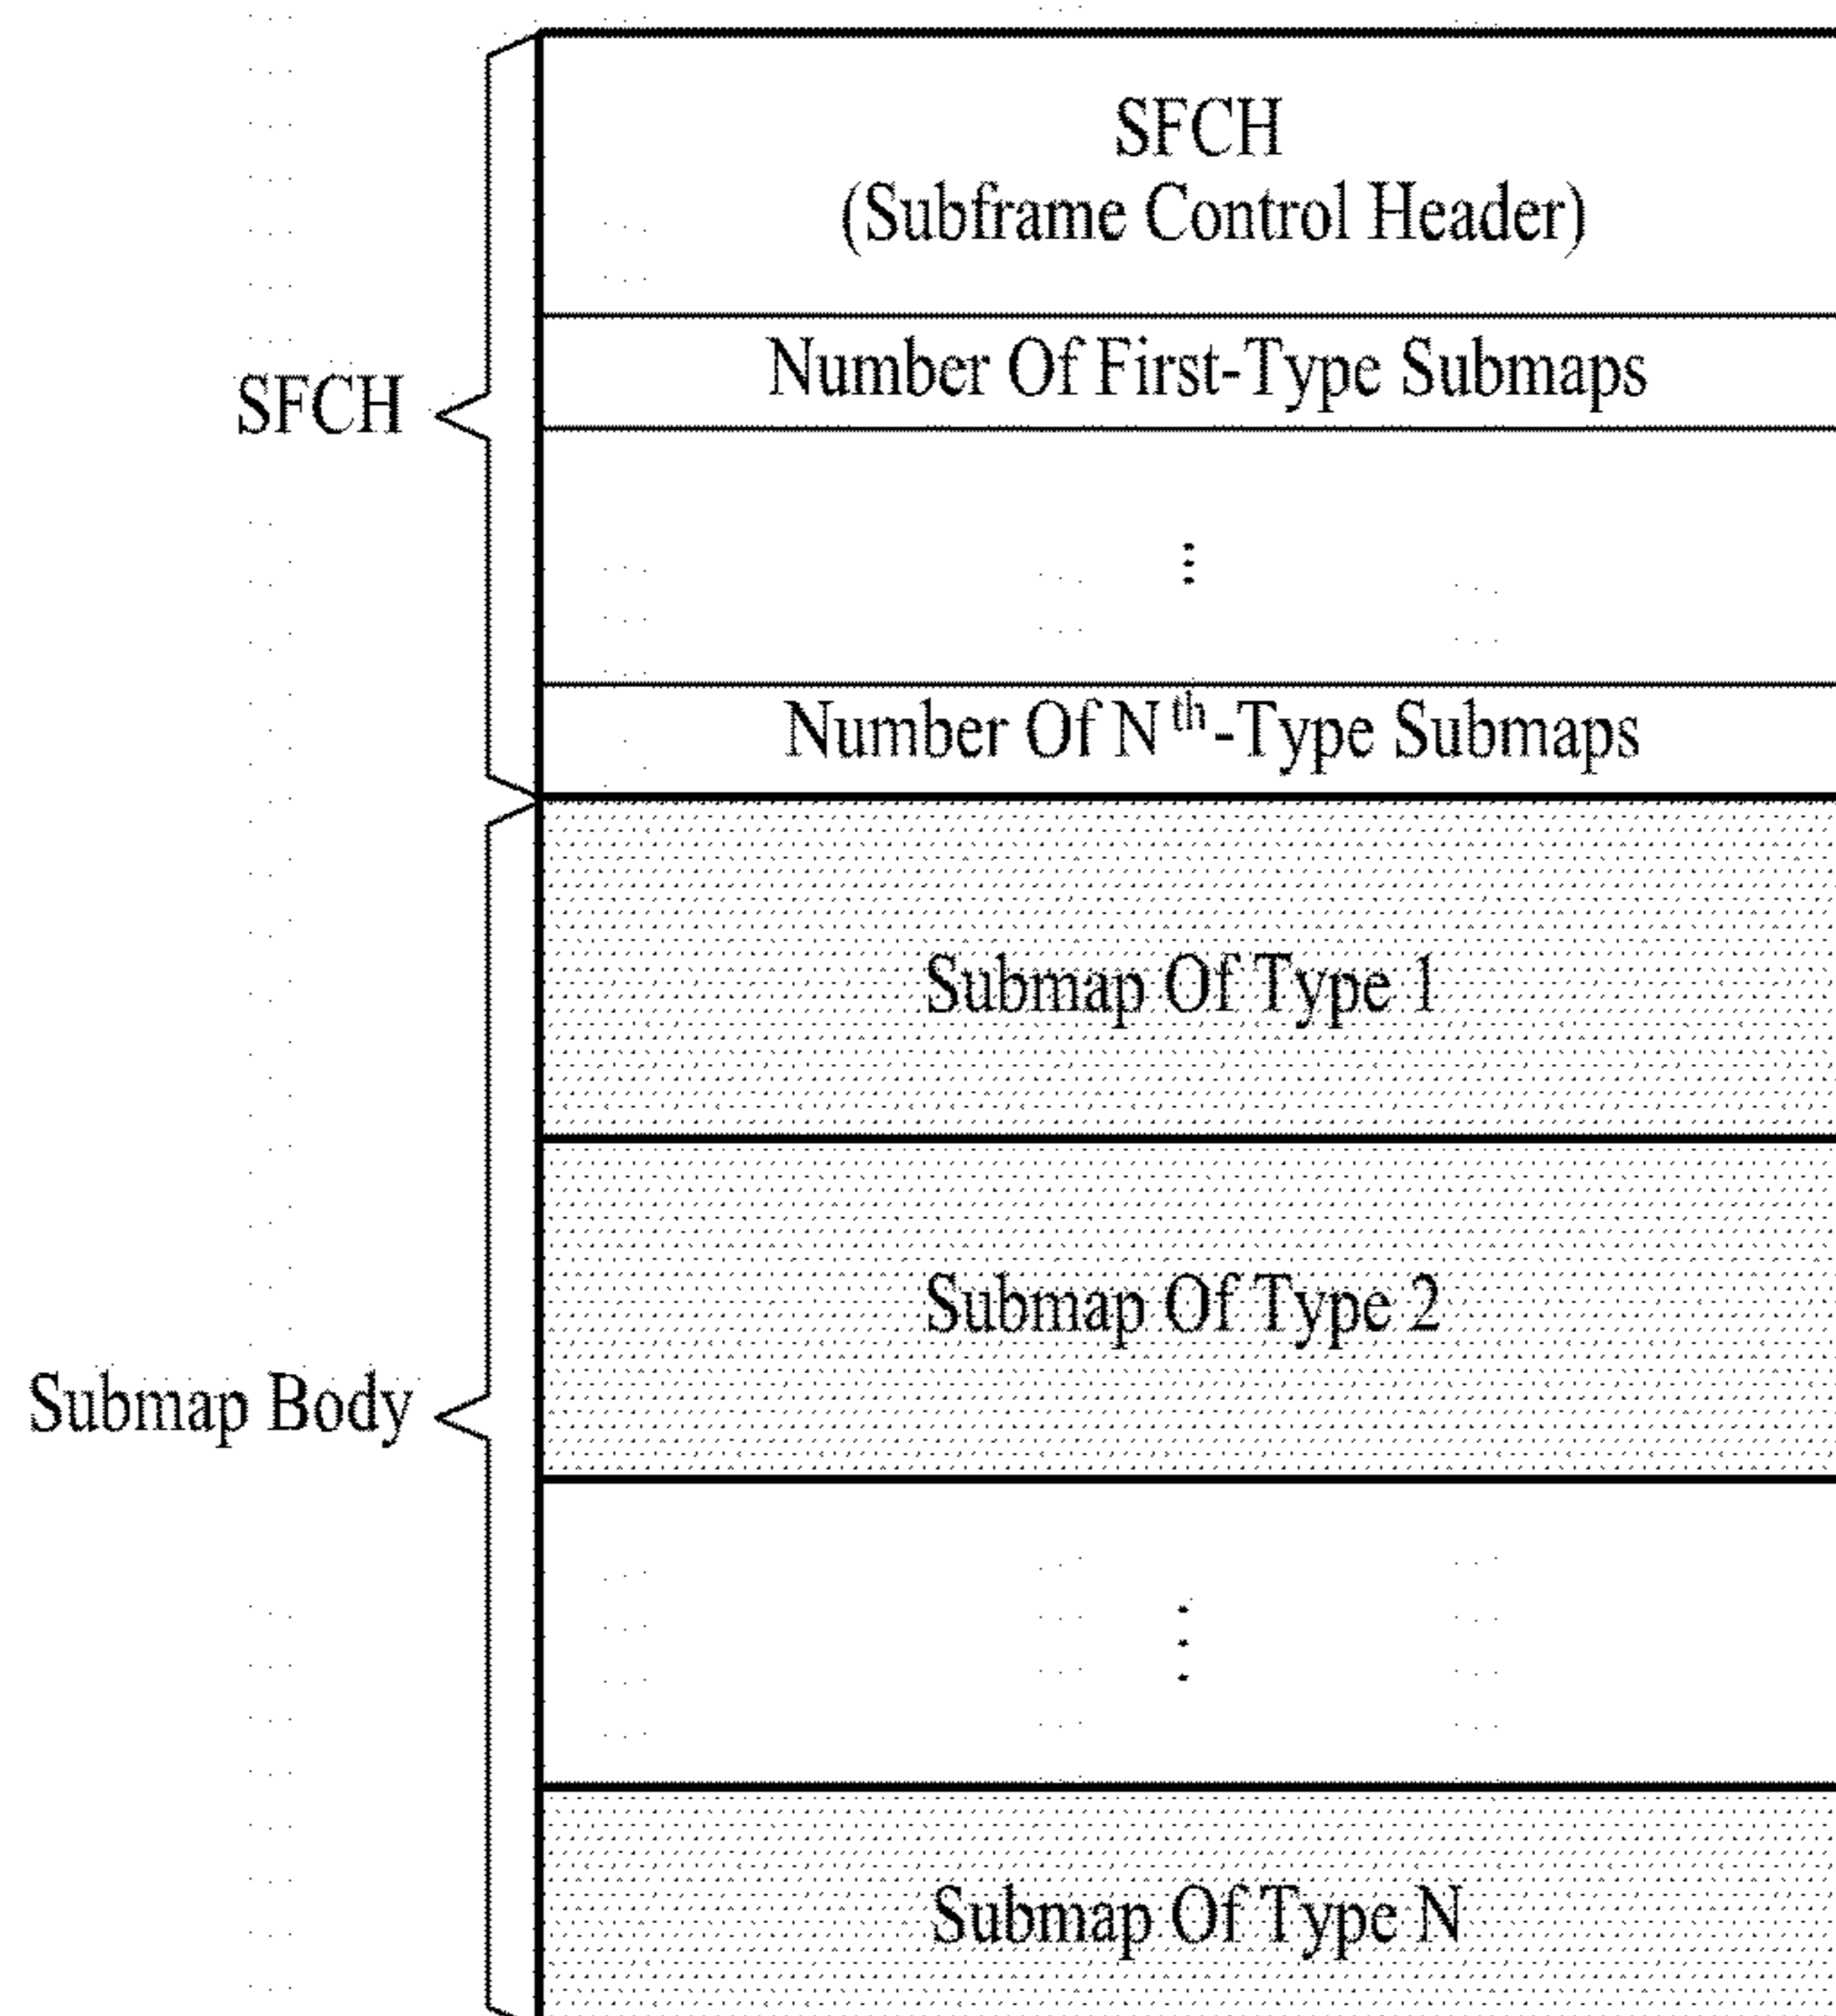 SFCH
(Subframe Control Header)
Number Of First-Type Submaps
SFCH
Number Of Nth-Type Submaps
Submap Of Type 1
Submap Of Type 2
Submap Body
Submap Of Type N